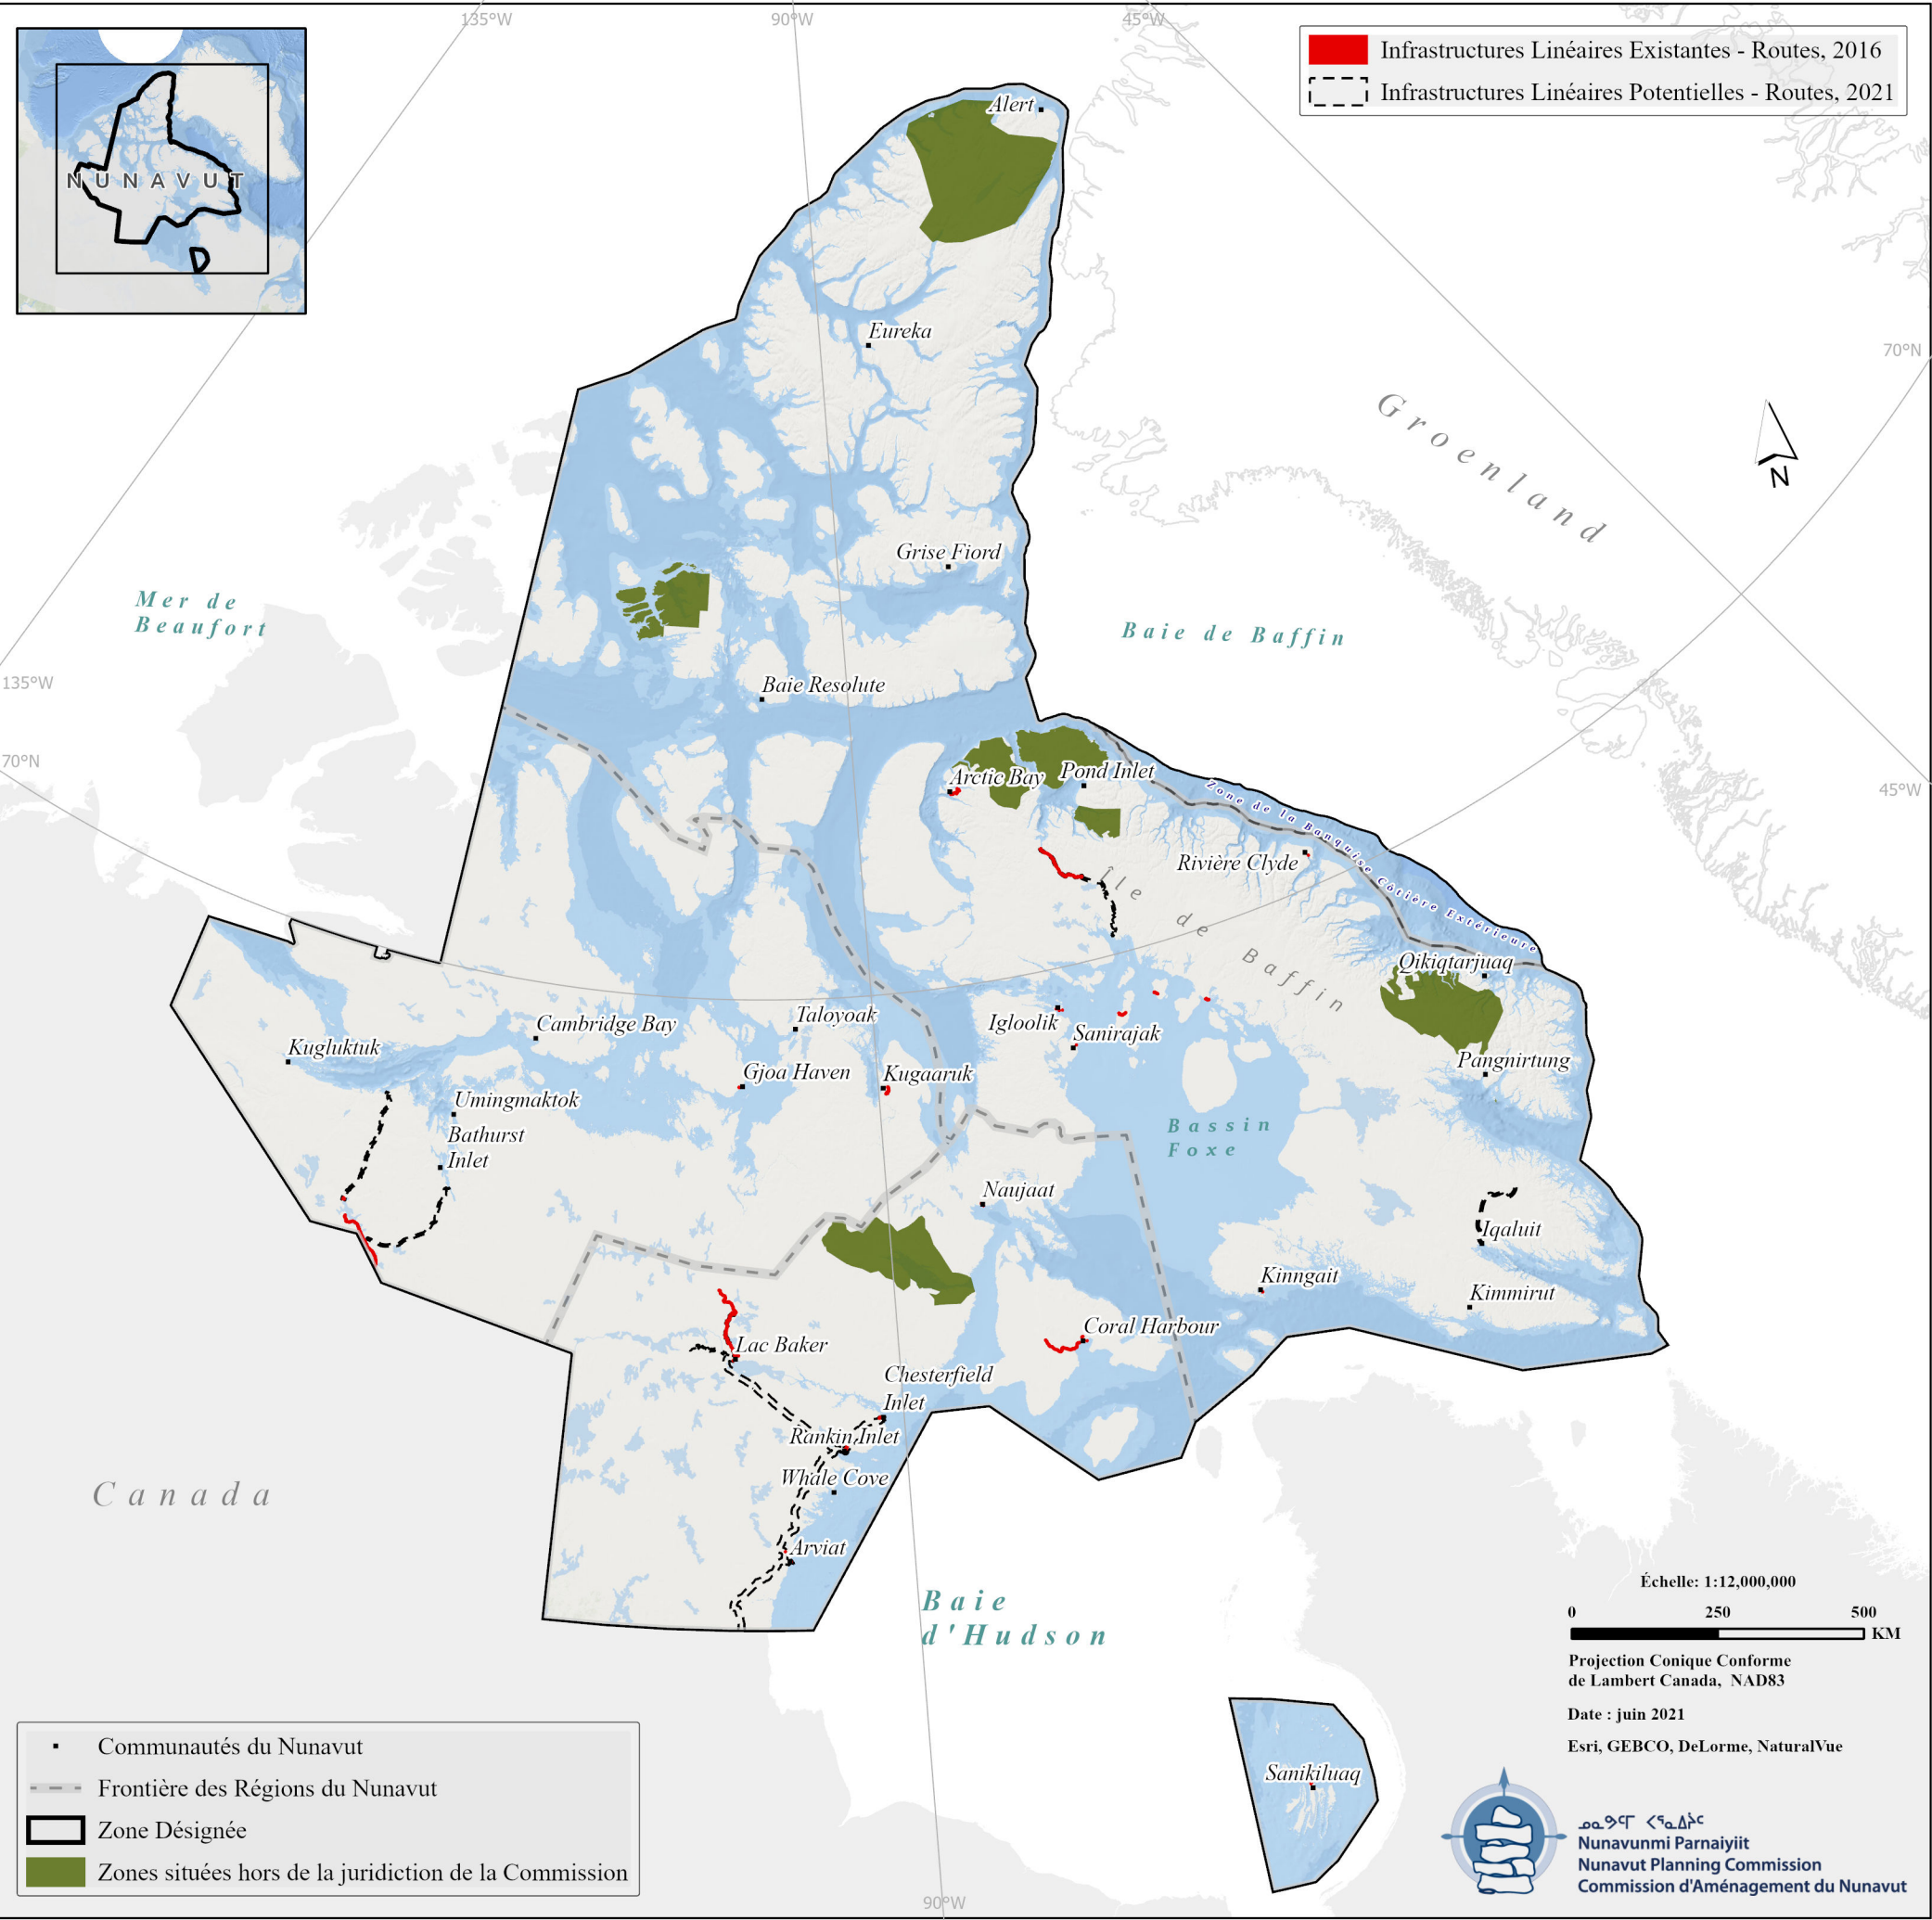 135°W
90°W
45°W
Infrastructures Linéaires Existantes - Routes, 2016
Infrastructures Linéaires Potentielles - Routes, 2021
NUNAVUT
Alert
Eureka
70°N
Groenland
N
Grise Fiord
Mer de
Beaufort
Baie de Baffin
135°W
Baie Resolute
70°N
Arctic Bay
Pond Inlet
45°W
Zone de la Banquise Côtière Extérieure
Rivière Clyde
Île de Baffin
Qikiqtarjuaq
Cambridge Bay
Taloyoak
Igloolik
Sanirajak
Kugluktuk
Gjoa Haven
Kugaaruk
Pangnirtung
Umingmaktok
Bathurst
Inlet
Bassin
Foxe
Naujaat
Iqaluit
Kinngait
Kimmirut
Coral Harbour
Lac Baker
Chesterfield
Inlet
Rankin Inlet
Whale Cove
Canada
Arviat
Baie
d'Hudson
Échelle: 1:12,000,000
0 250 500
KM
Projection Conique Conforme
de Lambert Canada, NAD83
Date : juin 2021
Esri, GEBCO, DeLorme, NaturalVue
Sanikiluaq
Communautés du Nunavut
Frontière des Régions du Nunavut
Zone Désignée
Zones situées hors de la juridiction de la Commission
90°W
ᓄᓇᕗᒻᒥ ᐸᕐᓇᐃᔩᑦ
Nunavunmi Parnaiyiit
Nunavut Planning Commission
Commission d'Aménagement du Nunavut